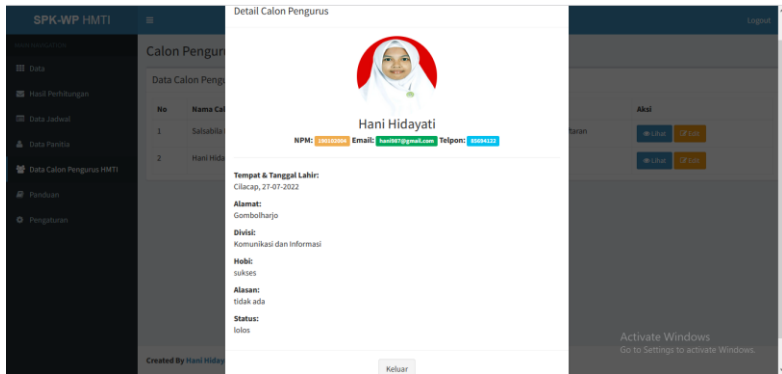 SPK-WP HMTI
Logout
Detail Calon Pengurus
MAIN NAVIGATION
Data
Hasil Perhitungan
Data Jadwal
Data Panitia
Data Calon Pengurus HMTI
Panduan
Pengaturan
Calon Pengur
Data Calon Peng
No Nama Cal Aksi
1 Salsabila Lihat Edit
2 Hani Hida Lihat Edit
Hani Hidayati
NPM: Email: hani987@gmail.com Telpon:
Tempat & Tanggal Lahir:
Cilacap, 27-07-2022
Alamat:
Gombolharjo
Divisi:
Komunikasi dan Informasi
Hobi:
sukses
Alasan:
tidak ada
Status:
lolos
Keluar
Created By Hani Hiday
Activate Windows
Go to Settings to activate Windows.